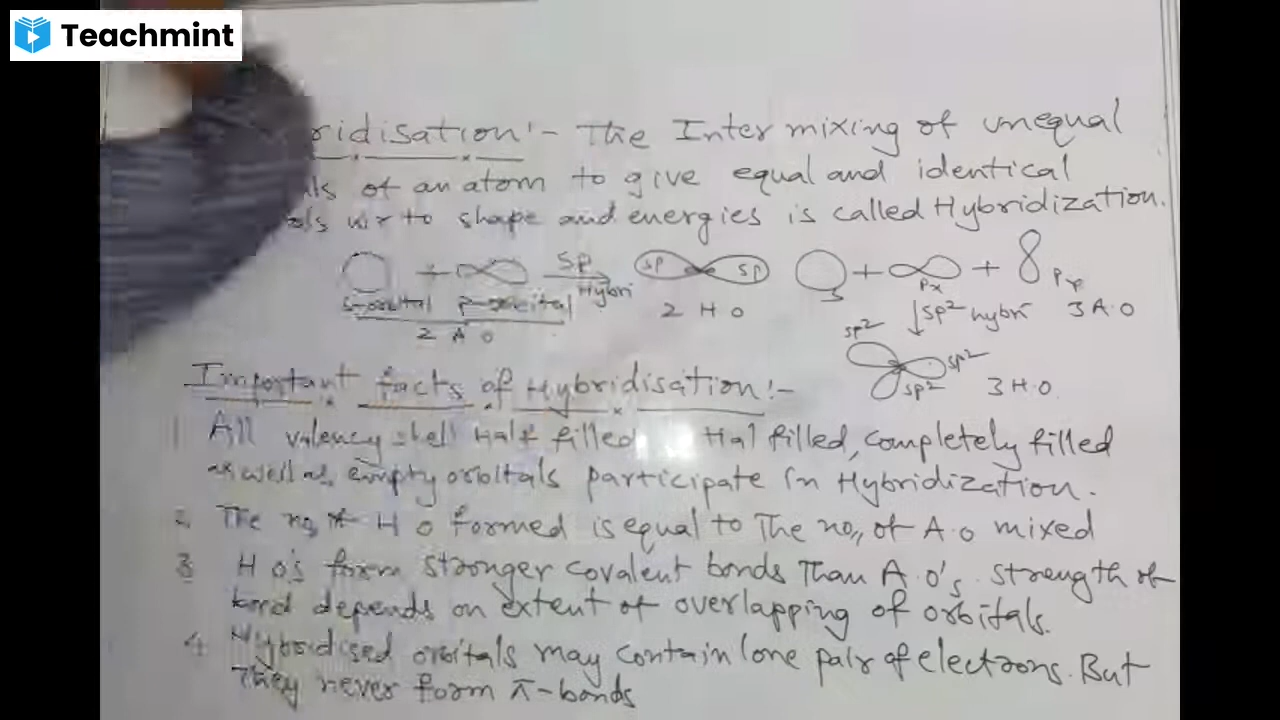 Teachmint
ridisation:- The Inter mixing of unequal
ls of an atom to give equal and identical
als wr to shape and energies is called Hybridization.
s-orbital + p-orbital sp Hybri sp sp s + Px + Py
2 A O 2 H O sp² hybri 3 A.O
sp² sp² sp² 3 H.O.
Important facts of Hybridisation:-
1 All valency shell Half filled Hal filled, completely filled
as well as empty orbitals participate in Hybridization.
2 The no, of H O formed is equal to The no,, of A.O mixed
3 H O's form stronger covalent bonds Than A.O's. strength of
bond depends on extent of overlapping of orbitals.
4 Hybridised orbitals may contain lone pair of electrons. But
They never form π-bonds